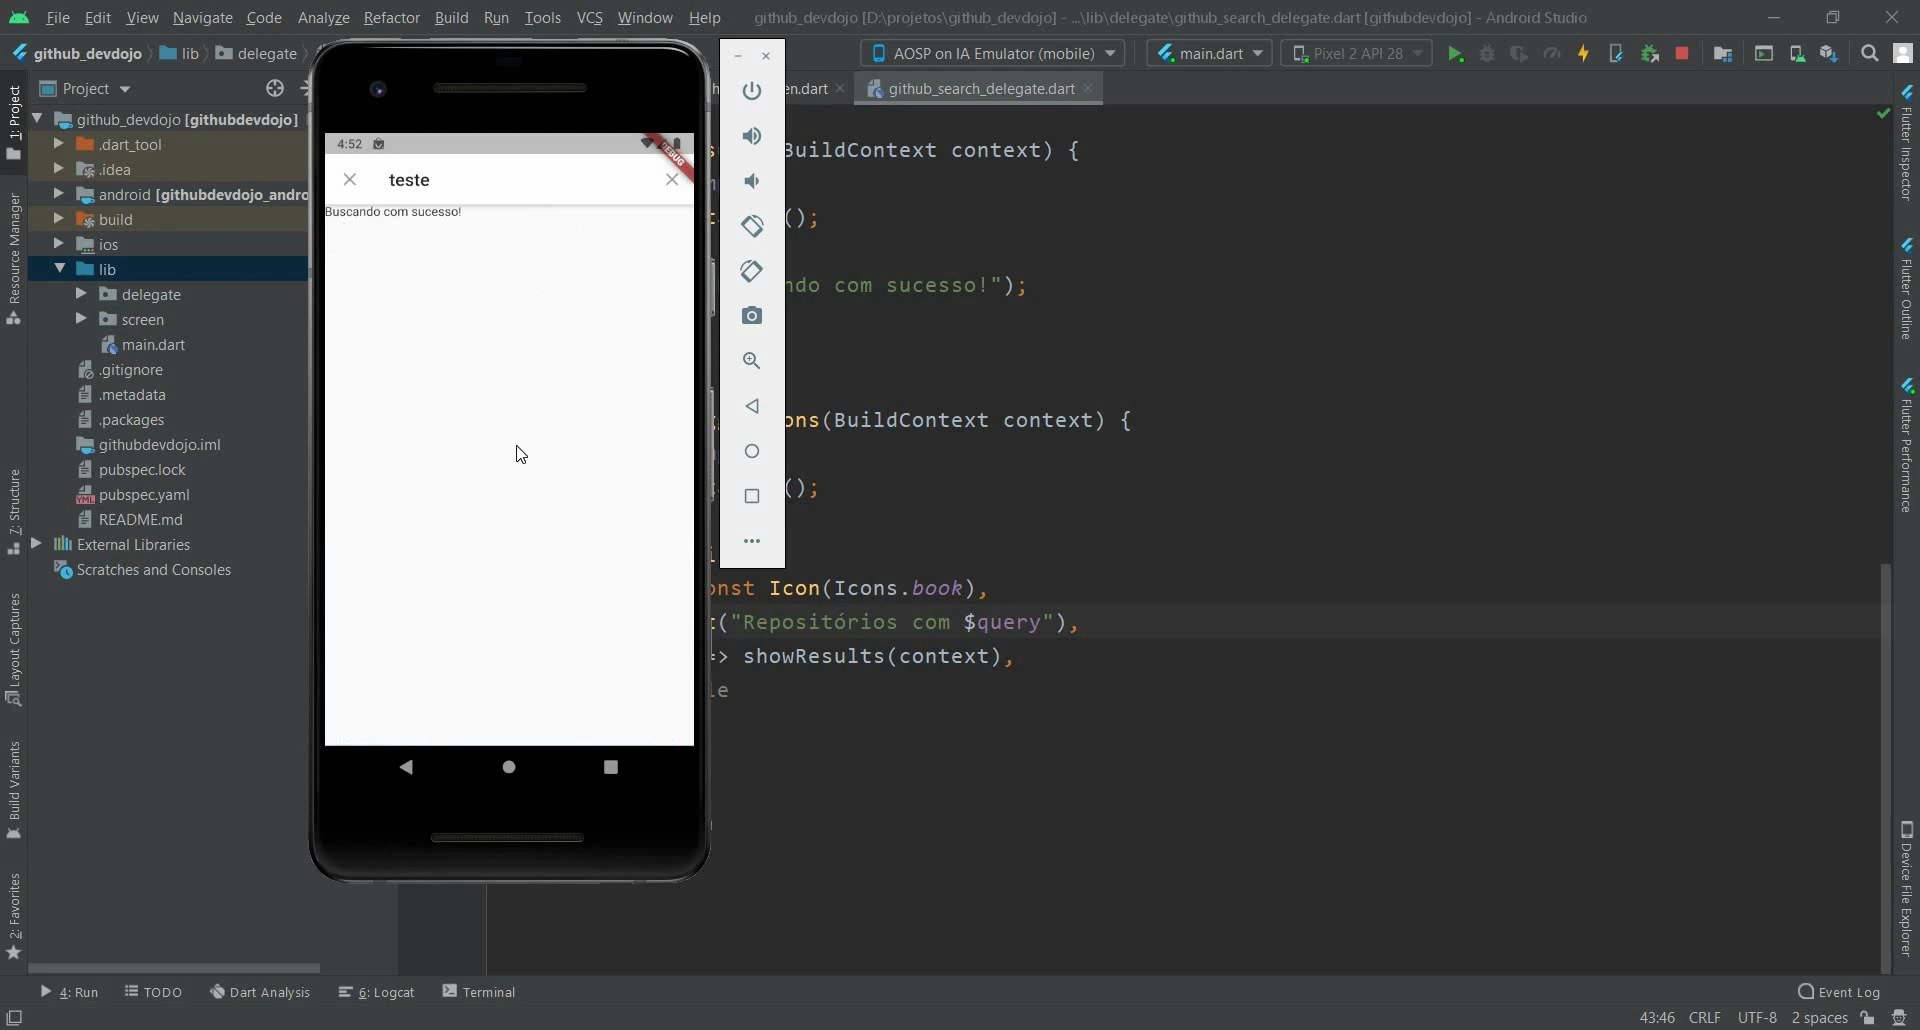 File Edit View Navigate Code Analyze Refactor Build Run Tools VCS Window Help github_devdojo [D:\projetos\github_devdojo] - ...\lib\delegate\github_search_delegate.dart [githubdevdojo] - Android Studio
github_devdojo lib delegate AOSP on IA Emulator (mobile) main.dart Pixel 2 API 28
Project en.dart github_search_delegate.dart
github_devdojo [githubdevdojo]
.dart_tool
.idea
android [githubdevdojo_andro
build
ios
lib
delegate
screen
main.dart
.gitignore
.metadata
.packages
githubdevdojo.iml
pubspec.lock
pubspec.yaml
README.md
External Libraries
Scratches and Consoles
1: Project
Resource Manager
7: Structure
Layout Captures
Build Variants
2: Favorites
4:52
DEBUG
teste
Buscando com sucesso!
BuildContext context) {
();
ndo com sucesso!");
ons(BuildContext context) {
();
onst Icon(Icons.book),
t("Repositórios com $query"),
=> showResults(context),
le
Flutter Inspector
Flutter Outline
Flutter Performance
Device File Explorer
4: Run TODO Dart Analysis 6: Logcat Terminal Event Log
43:46 CRLF UTF-8 2 spaces